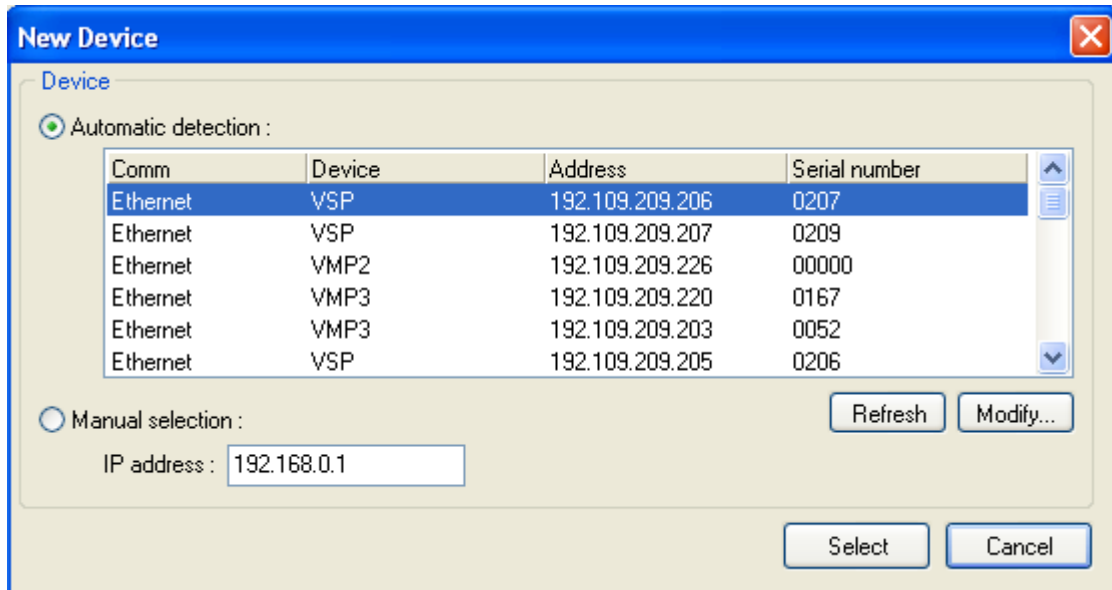 New Device
Device
Automatic detection :
Comm Device Address Serial number
Ethernet VSP 192.109.209.206 0207
Ethernet VSP 192.109.209.207 0209
Ethernet VMP2 192.109.209.226 00000
Ethernet VMP3 192.109.209.220 0167
Ethernet VMP3 192.109.209.203 0052
Ethernet VSP 192.109.209.205 0206
Manual selection : Refresh Modify...
IP address : 192.168.0.1
Select Cancel